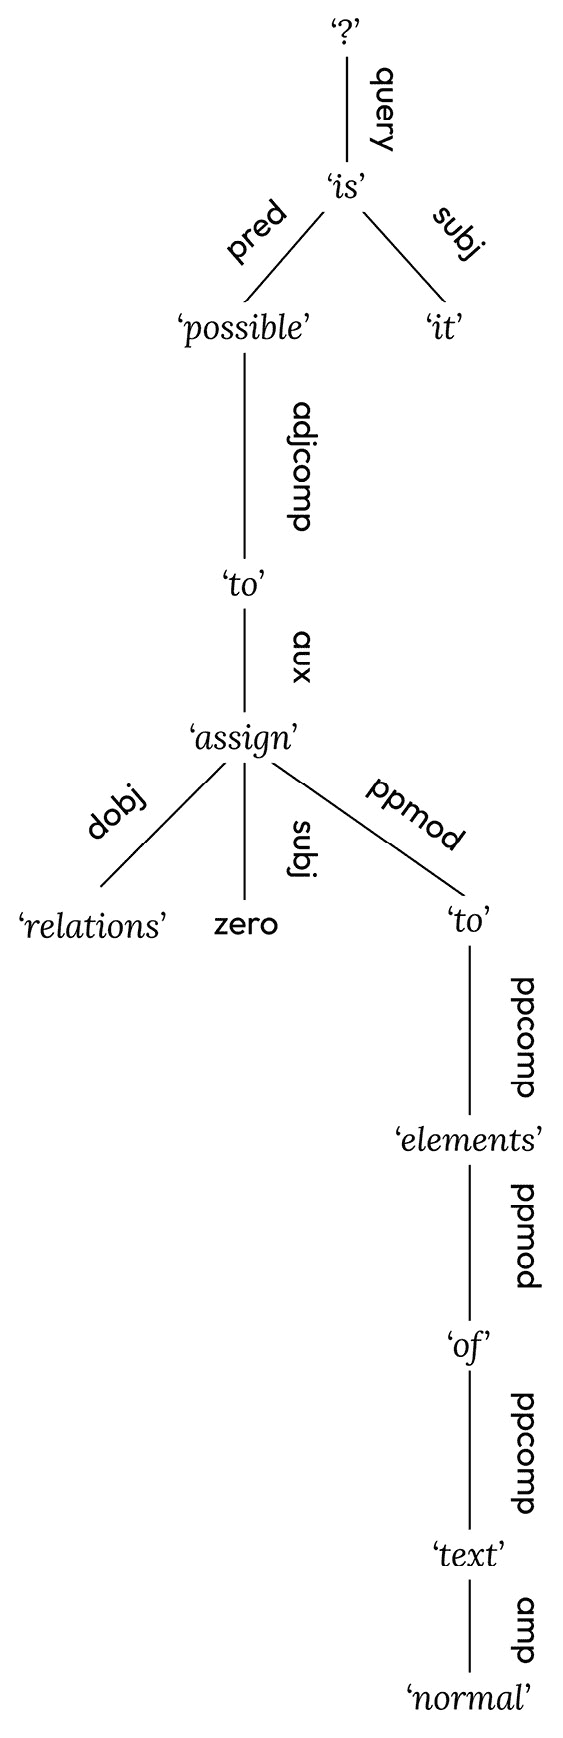 ‘?’
query
‘is’
pred
subj
‘possible’
‘it’
adjcomp
‘to’
aux
‘assign’
dobj
subj
ppmod
‘relations’
zero
‘to’
ppcomp
‘elements’
ppmod
‘of’
ppcomp
‘text’
amp
‘normal’